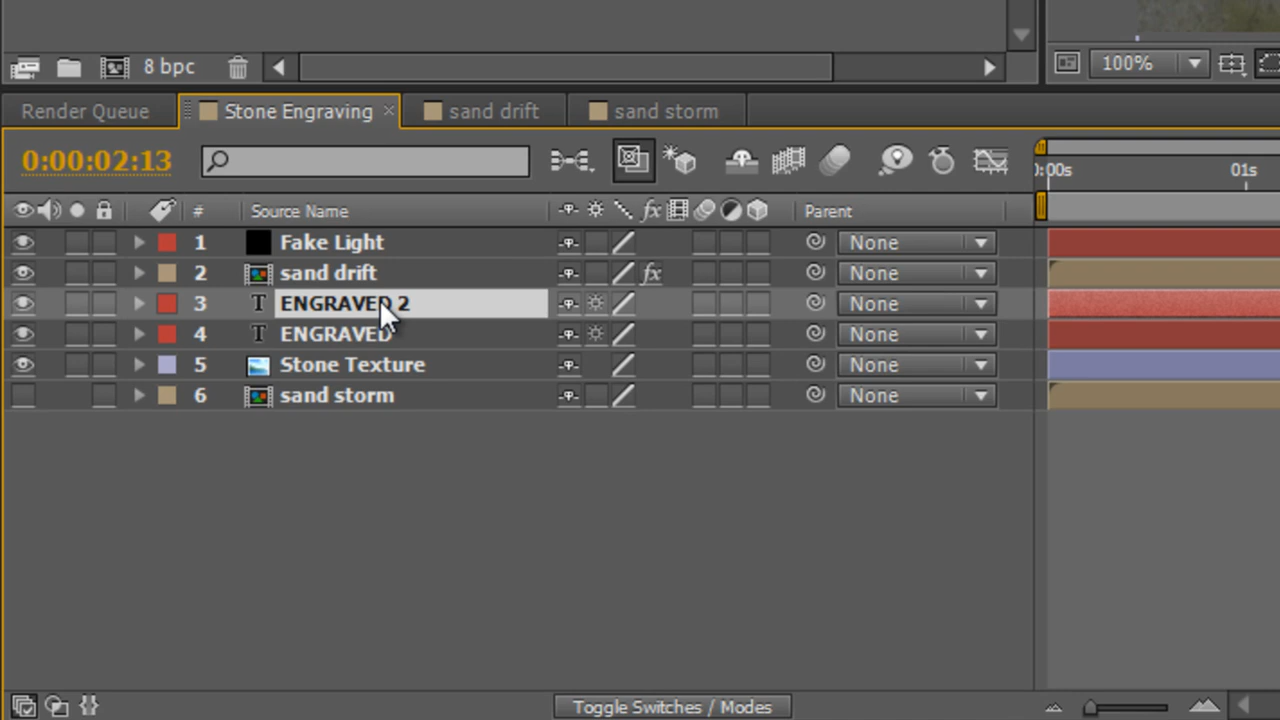 8 bpc
100%
Render Queue Stone Engraving × sand drift sand storm
0:00:02:13
:00s 01s
# Source Name fx Parent
1 Fake Light None
2 sand drift fx None
3 T ENGRAVED 2 None
4 T ENGRAVED None
5 Stone Texture None
6 sand storm None
Toggle Switches / Modes